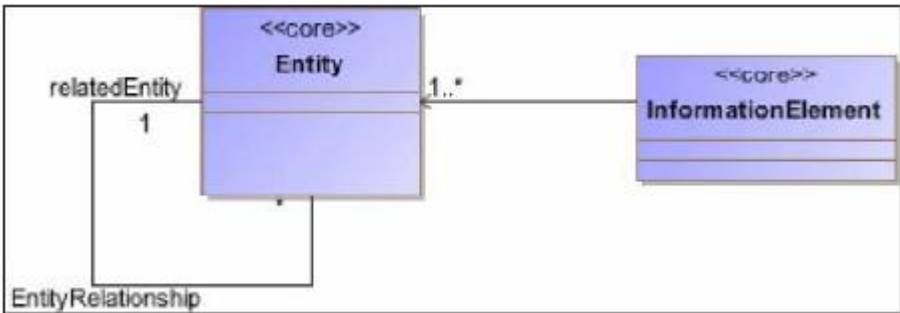 <<core>>
Entity
relatedEntity
1
1..*
<<core>>
InformationElement
*
EntityRelationship